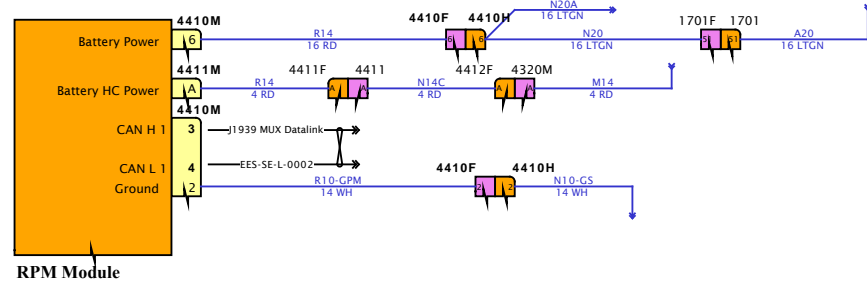 N20A
16 LTGN
4410M
4410F
4410H
1701F
1701
Battery Power
6
R14
16 RD
6
6
N20
16 LTGN
51
51
A20
16 LTGN
4411M
4411F
4411
4412F
4320M
Battery HC Power
A
R14
4 RD
A
A
N14C
4 RD
A
A
M14
4 RD
4410M
CAN H 1
3
J1939 MUX Datalink
CAN L 1
4
EES-SE-L-0002
4410F
4410H
Ground
2
R10-GPM
14 WH
2
2
N10-GS
14 WH
RPM Module